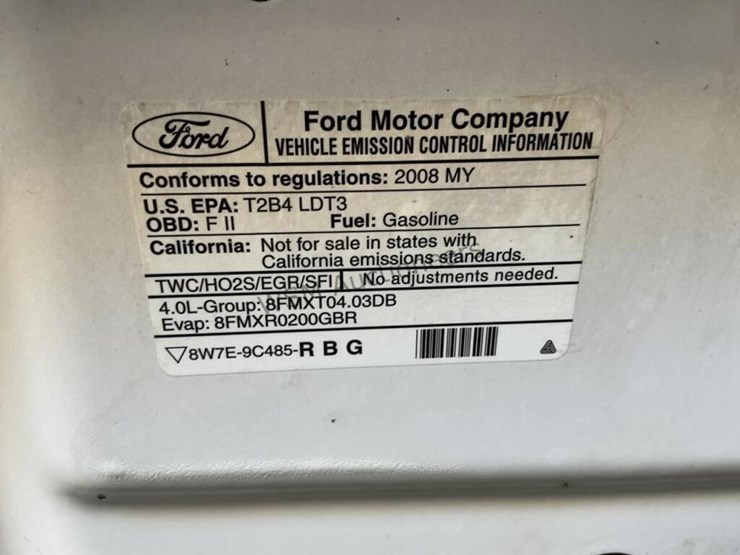 Ford
Ford Motor Company
VEHICLE EMISSION CONTROL INFORMATION
Conforms to regulations: 2008 MY
U.S. EPA: T2B4 LDT3
OBD: F II Fuel: Gasoline
California: Not for sale in states with
California emissions standards.
TWC/HO2S/EGR/SFI No adjustments needed.
4.0L-Group: 8FMXT04.03DB
Evap: 8FMXR0200GBR
8W7E-9C485-R B G